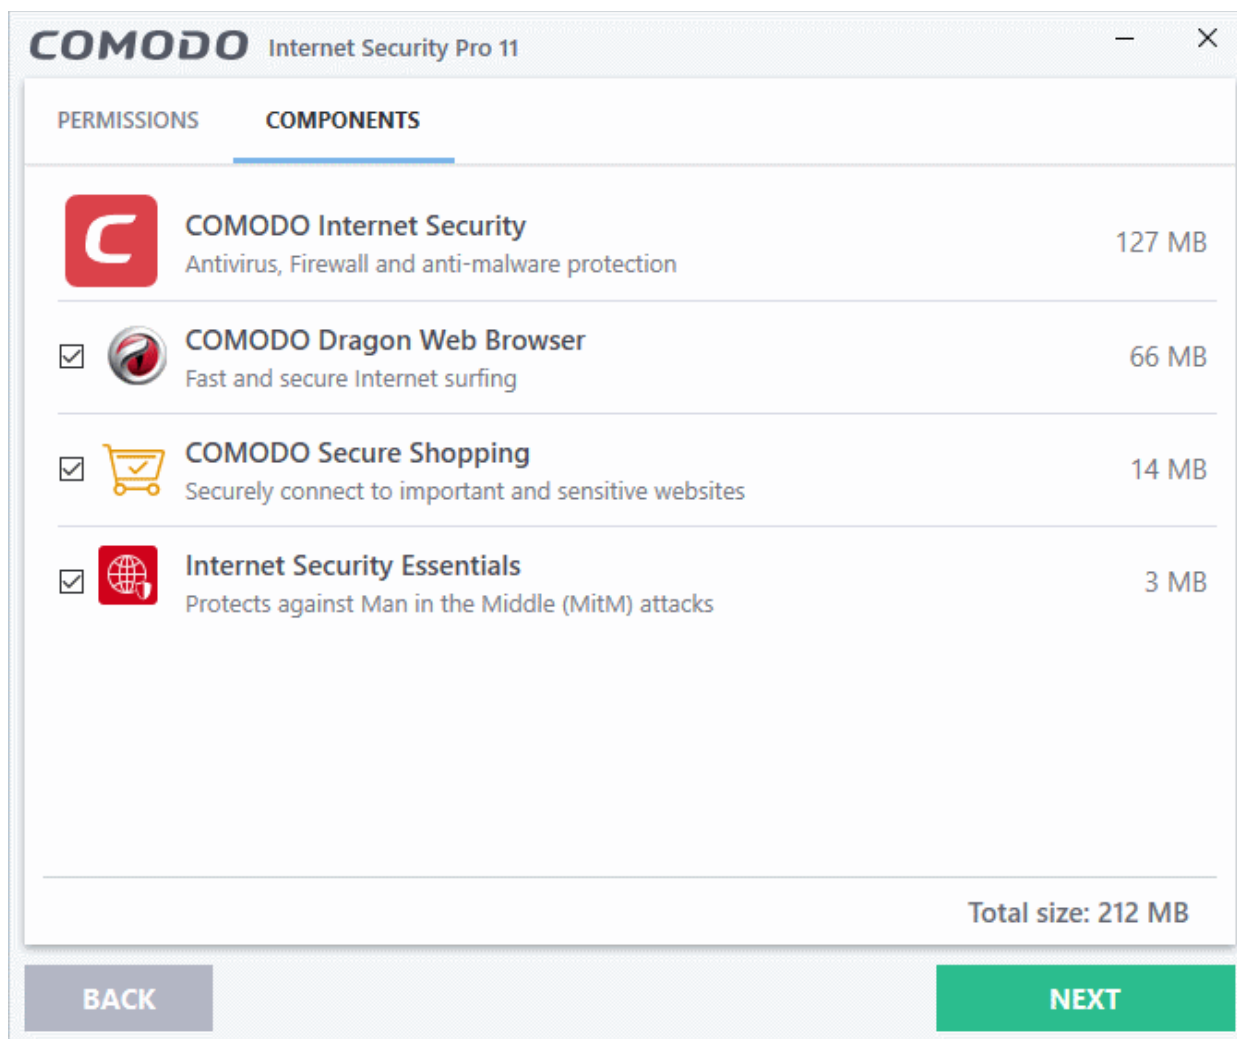 COMODO Internet Security Pro 11
PERMISSIONS COMPONENTS
COMODO Internet Security
Antivirus, Firewall and anti-malware protection
127 MB
COMODO Dragon Web Browser
Fast and secure Internet surfing
66 MB
COMODO Secure Shopping
Securely connect to important and sensitive websites
14 MB
Internet Security Essentials
Protects against Man in the Middle (MitM) attacks
3 MB
Total size: 212 MB
BACK NEXT